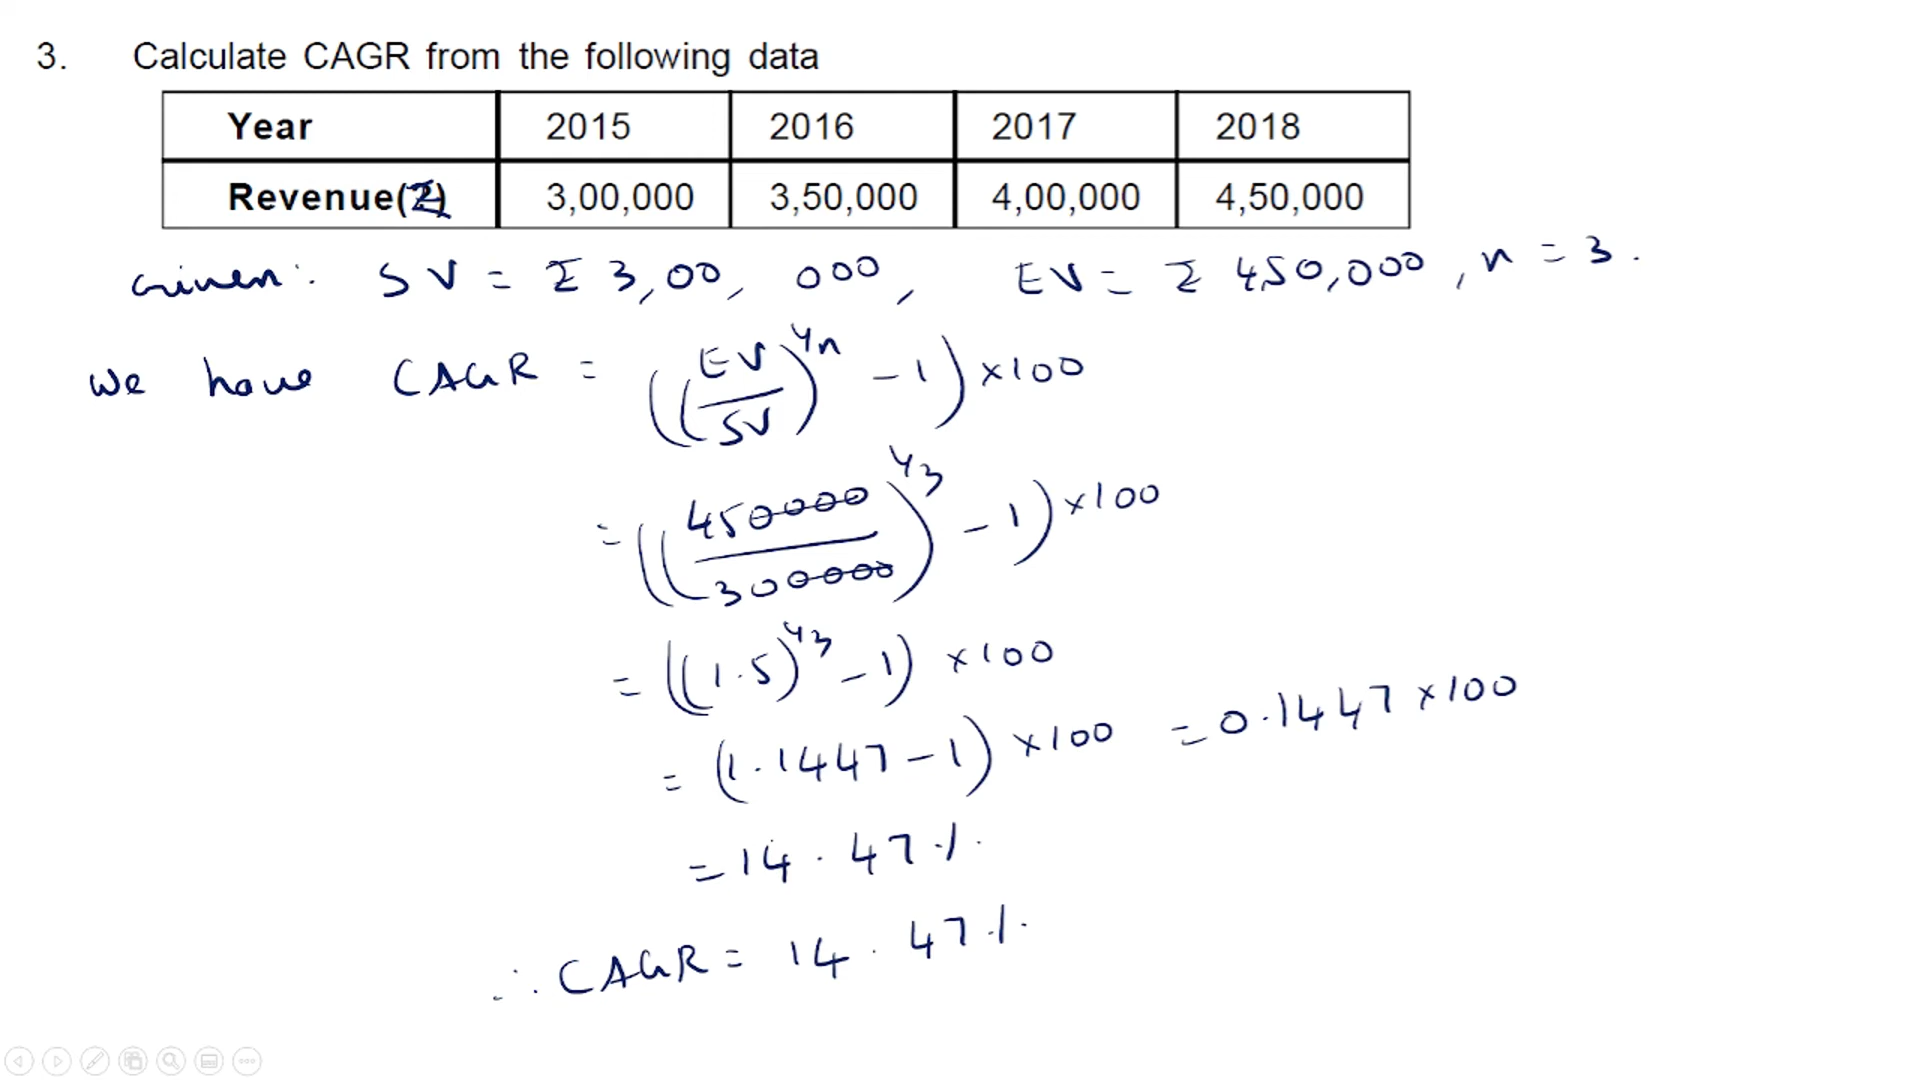 3. Calculate CAGR from the following data
Year 2015 2016 2017 2018
Revenue(₹) 3,00,000 3,50,000 4,00,000 4,50,000
Given: SV = ₹ 3,00,000, EV = ₹ 450,000, n = 3.
We have CAGR = ((EV/SV)^1/n - 1) ×100
= ((450000/300000)^1/3 - 1) ×100
= ((1.5)^1/3 - 1) ×100
= (1.1447 - 1) ×100 = 0.1447 ×100
= 14.47%
∴ CAGR = 14.47%